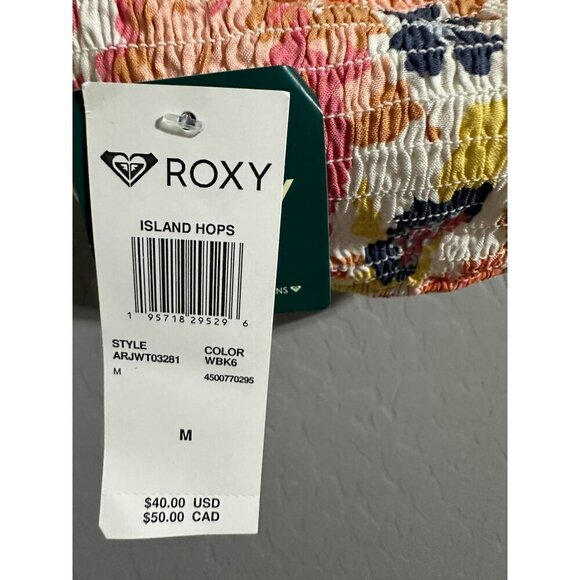 ROXY
ISLAND HOPS
1 95718 29529 6
STYLE COLOR
ARJWT03281 WBK6
M 4500770295
M
$40.00 USD
$50.00 CAD